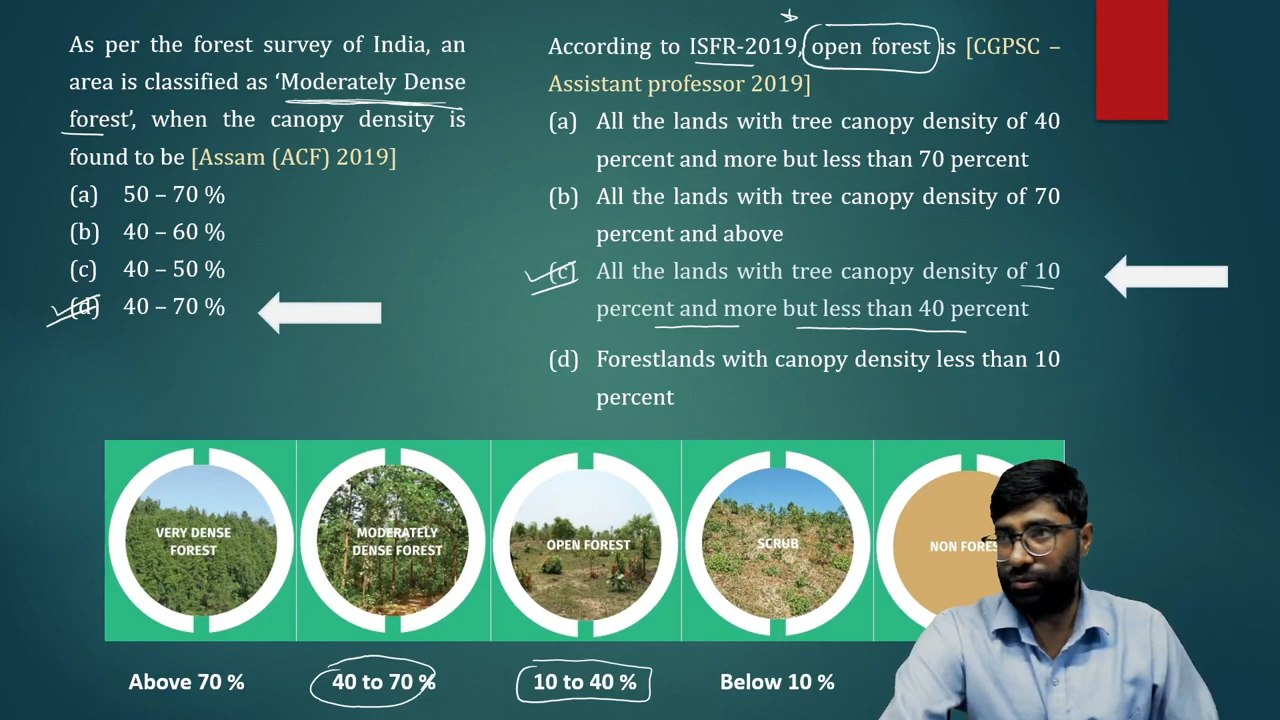 As per the forest survey of India, an
area is classified as ‘Moderately Dense
forest’, when the canopy density is
found to be [Assam (ACF) 2019]
(a) 50 – 70 %
(b) 40 – 60 %
(c) 40 – 50 %
(d) 40 – 70 %
According to ISFR-2019, open forest is [CGPSC –
Assistant professor 2019]
(a) All the lands with tree canopy density of 40
percent and more but less than 70 percent
(b) All the lands with tree canopy density of 70
percent and above
(c) All the lands with tree canopy density of 10
percent and more but less than 40 percent
(d) Forestlands with canopy density less than 10
percent
VERY DENSE
FOREST
MODERATELY
DENSE FOREST
OPEN FOREST
SCRUB
NON FORES
Above 70 %
40 to 70 %
10 to 40 %
Below 10 %